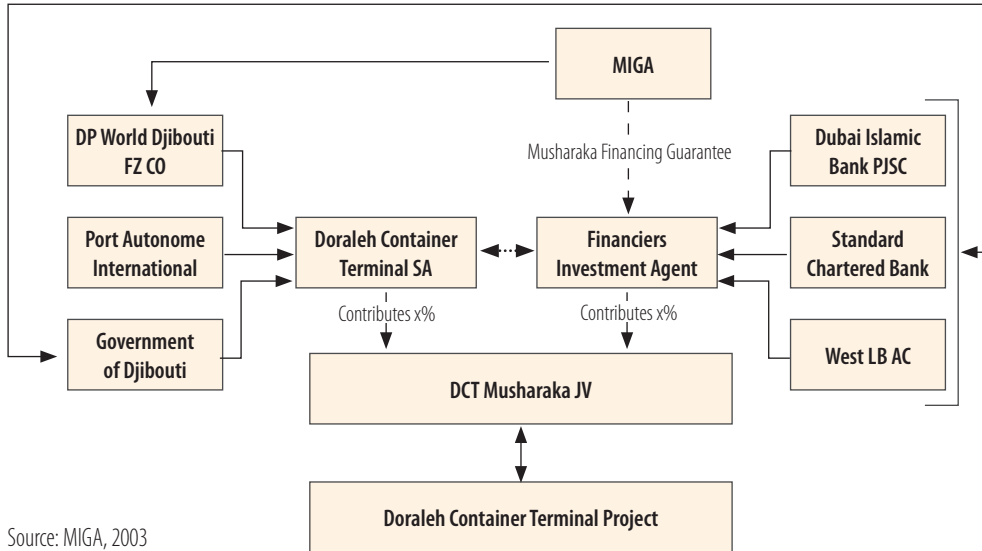 MIGA
DP World Djibouti
FZ CO
Musharaka Financing Guarantee
Dubai Islamic
Bank PJSC
Port Autonome
International
Doraleh Container
Terminal SA
Financiers
Investment Agent
Standard
Chartered Bank
Contributes x%
Contributes x%
Government
of Djibouti
West LB AC
DCT Musharaka JV
Doraleh Container Terminal Project
Source: MIGA, 2003